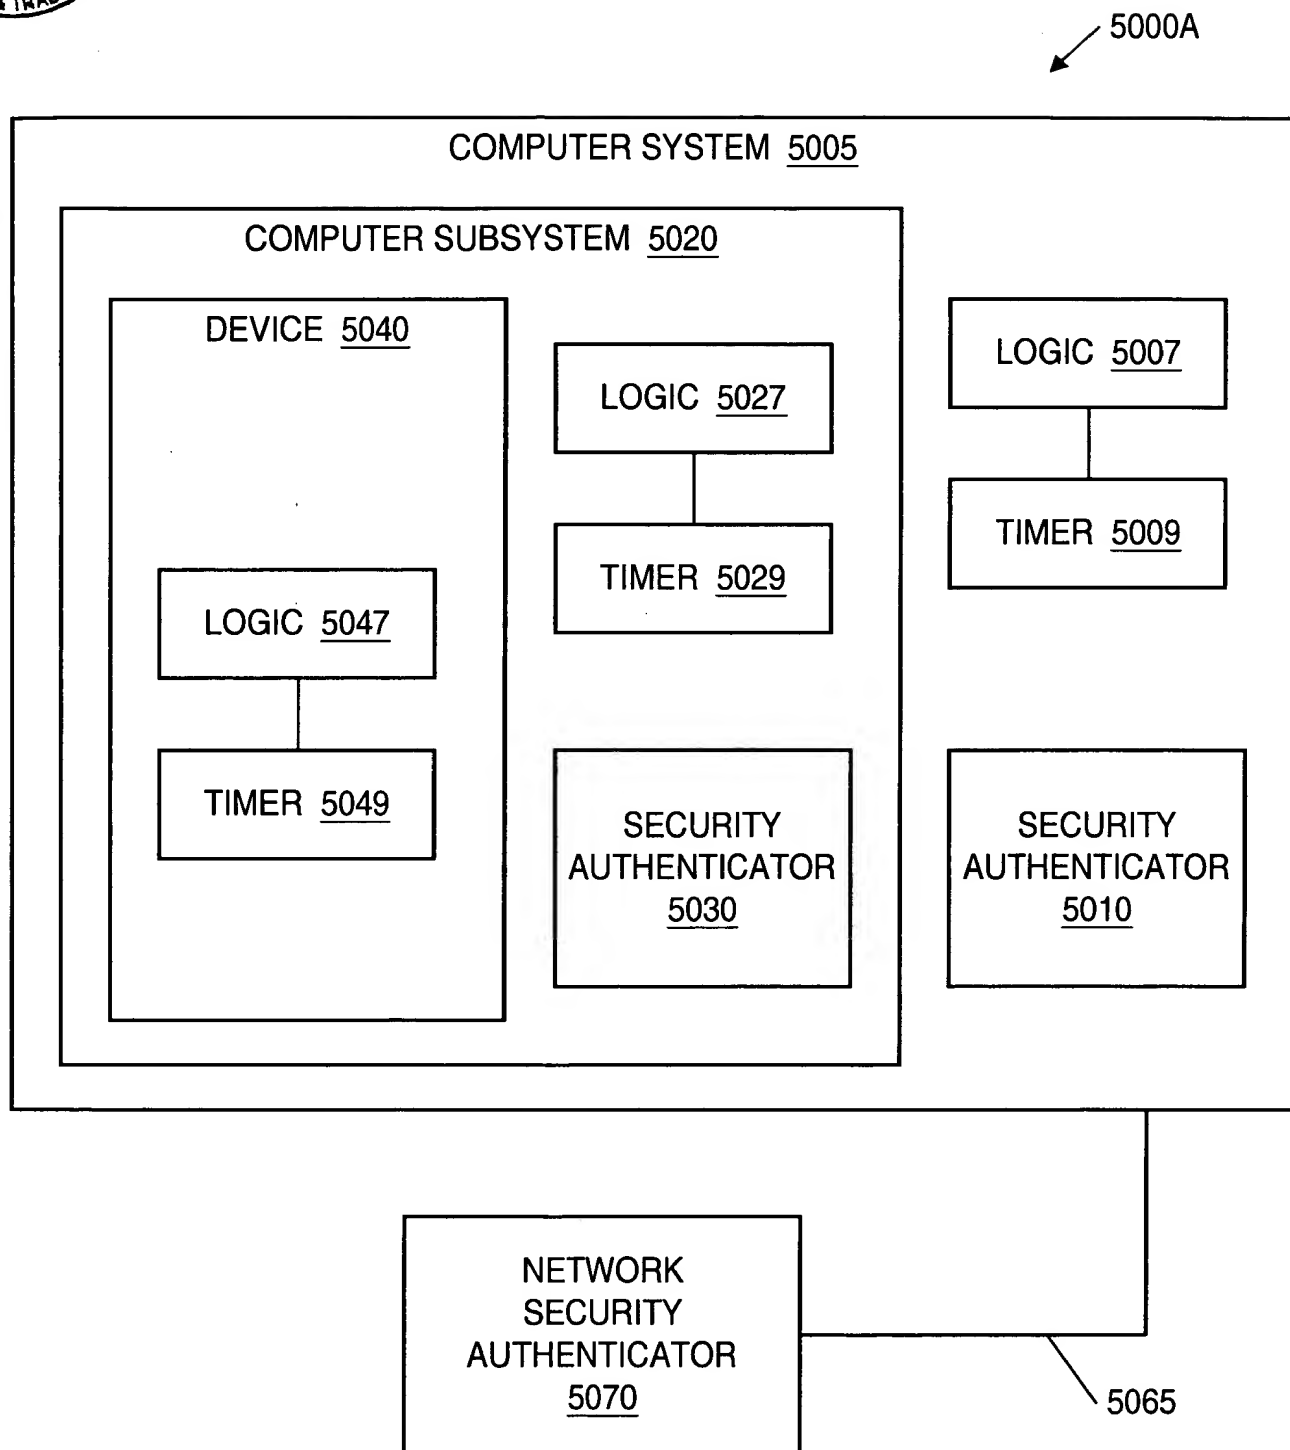 5000A
COMPUTER SYSTEM 5005
COMPUTER SUBSYSTEM 5020
DEVICE 5040
LOGIC 5007
LOGIC 5027
TIMER 5009
TIMER 5029
LOGIC 5047
TIMER 5049
SECURITY
AUTHENTICATOR
5030
SECURITY
AUTHENTICATOR
5010
NETWORK
SECURITY
AUTHENTICATOR
5070
5065